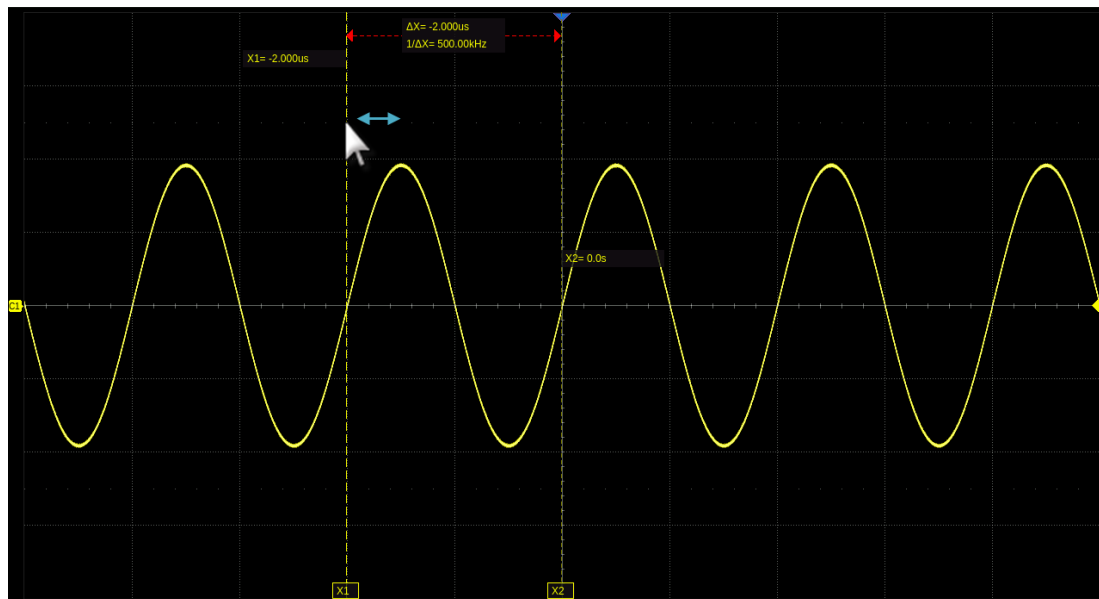 ΔX= -2.000us
1/ΔX= 500.00kHz
X1= -2.000us
X2= 0.0s
C1
X1
X2